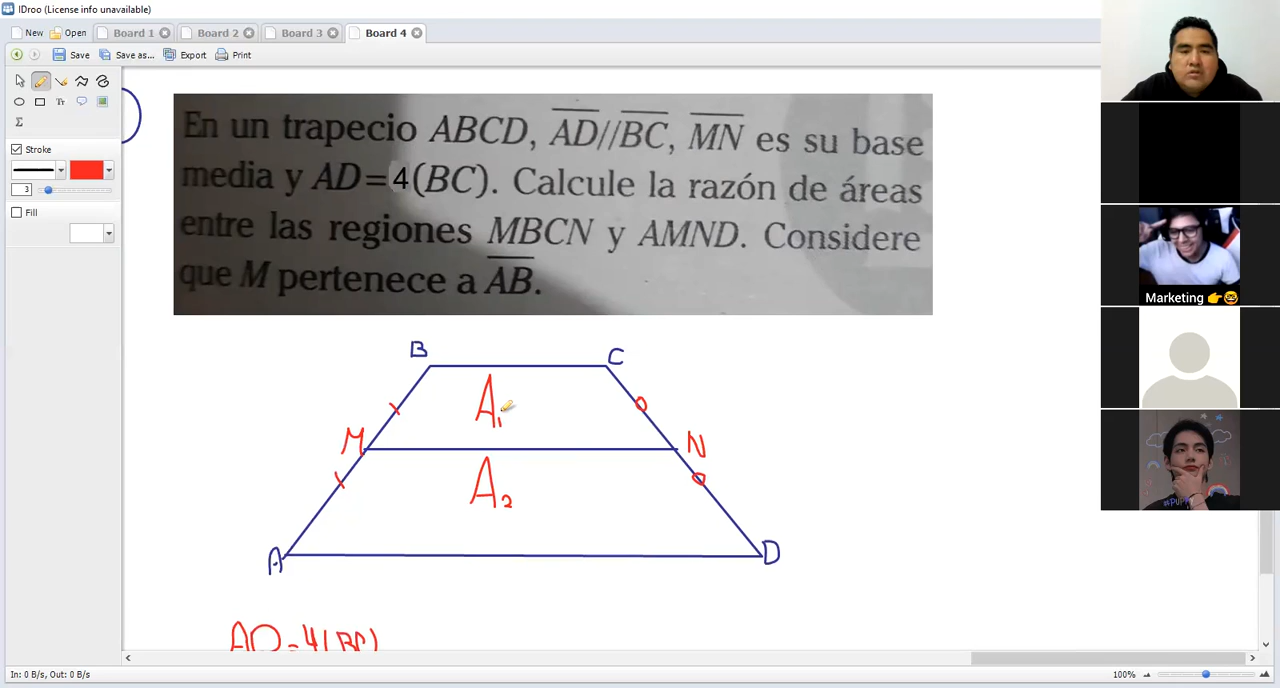 IDroo (License info unavailable)
New Open Board 1 Board 2 Board 3 Board 4
Save Save as... Export Print
Tr
Σ
Stroke
3
Fill
En un trapecio ABCD, AD//BC, MN es su base
media y AD=4(BC). Calcule la razón de áreas
entre las regiones MBCN y AMND. Considere
que M pertenece a AB.
B C
A1
M N
A2
A D
AD=4(BC)
Marketing 👉🤓
In: 0 B/s, Out: 0 B/s 100%